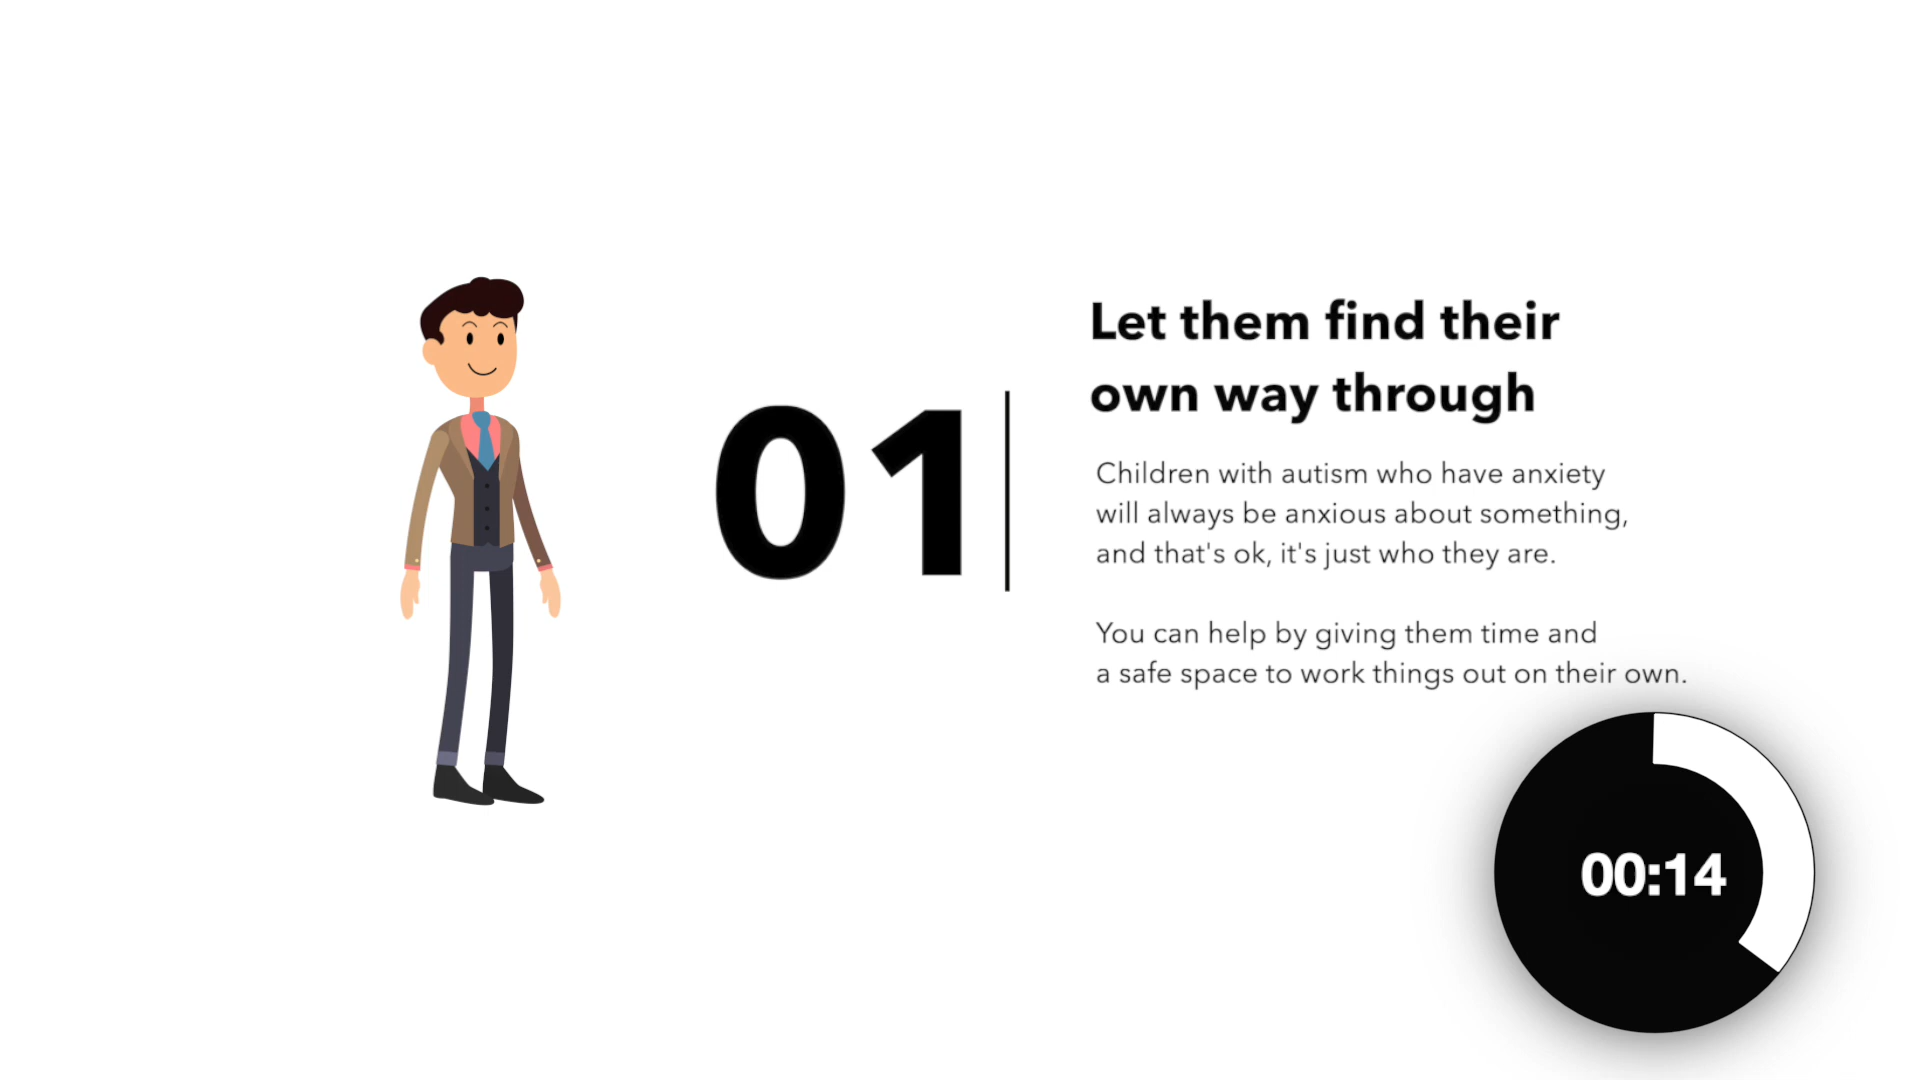 01
Let them find their
own way through
Children with autism who have anxiety
will always be anxious about something,
and that's ok, it's just who they are.
You can help by giving them time and
a safe space to work things out on their own.
00:14